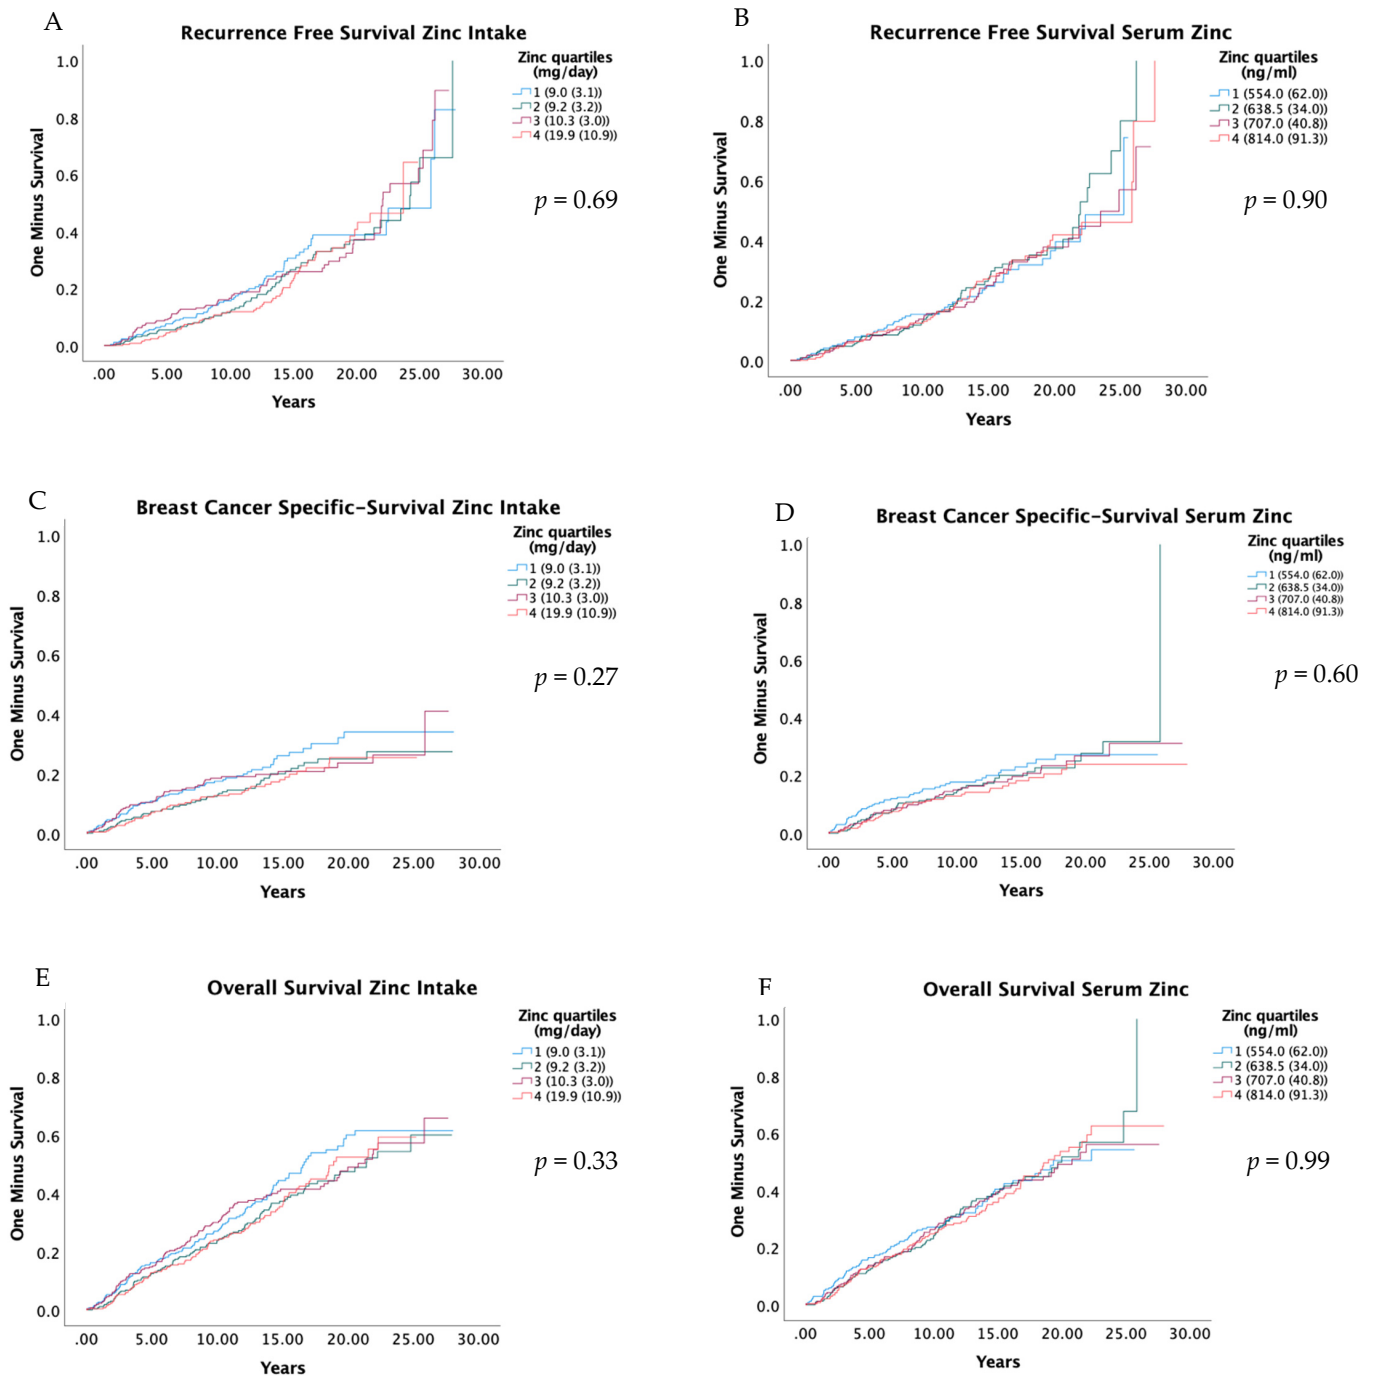 A
Recurrence Free Survival Zinc Intake
Zinc quartiles
(mg/day)
1 (9.0 (3.1))
2 (9.2 (3.2))
3 (10.3 (3.0))
4 (19.9 (10.9))
p = 0.69
One Minus Survival
1.0
0.8
0.6
0.4
0.2
0.0
.00 5.00 10.00 15.00 20.00 25.00 30.00
Years
B
Recurrence Free Survival Serum Zinc
Zinc quartiles
(ng/ml)
1 (554.0 (62.0))
2 (638.5 (34.0))
3 (707.0 (40.8))
4 (814.0 (91.3))
p = 0.90
One Minus Survival
1.0
0.8
0.6
0.4
0.2
0.0
.00 5.00 10.00 15.00 20.00 25.00 30.00
Years
C
Breast Cancer Specific-Survival Zinc Intake
Zinc quartiles
(mg/day)
1 (9.0 (3.1))
2 (9.2 (3.2))
3 (10.3 (3.0))
4 (19.9 (10.9))
p = 0.27
One Minus Survival
1.0
0.8
0.6
0.4
0.2
0.0
.00 5.00 10.00 15.00 20.00 25.00 30.00
Years
D
Breast Cancer Specific-Survival Serum Zinc
Zinc quartiles
(ng/ml)
1 (554.0 (62.0))
2 (638.5 (34.0))
3 (707.0 (40.8))
4 (814.0 (91.3))
p = 0.60
One Minus Survival
1.0
0.8
0.6
0.4
0.2
0.0
.00 5.00 10.00 15.00 20.00 25.00 30.00
Years
E
Overall Survival Zinc Intake
Zinc quartiles
(mg/day)
1 (9.0 (3.1))
2 (9.2 (3.2))
3 (10.3 (3.0))
4 (19.9 (10.9))
p = 0.33
One Minus Survival
1.0
0.8
0.6
0.4
0.2
0.0
.00 5.00 10.00 15.00 20.00 25.00 30.00
Years
F
Overall Survival Serum Zinc
Zinc quartiles
(ng/ml)
1 (554.0 (62.0))
2 (638.5 (34.0))
3 (707.0 (40.8))
4 (814.0 (91.3))
p = 0.99
One Minus Survival
1.0
0.8
0.6
0.4
0.2
0.0
.00 5.00 10.00 15.00 20.00 25.00 30.00
Years